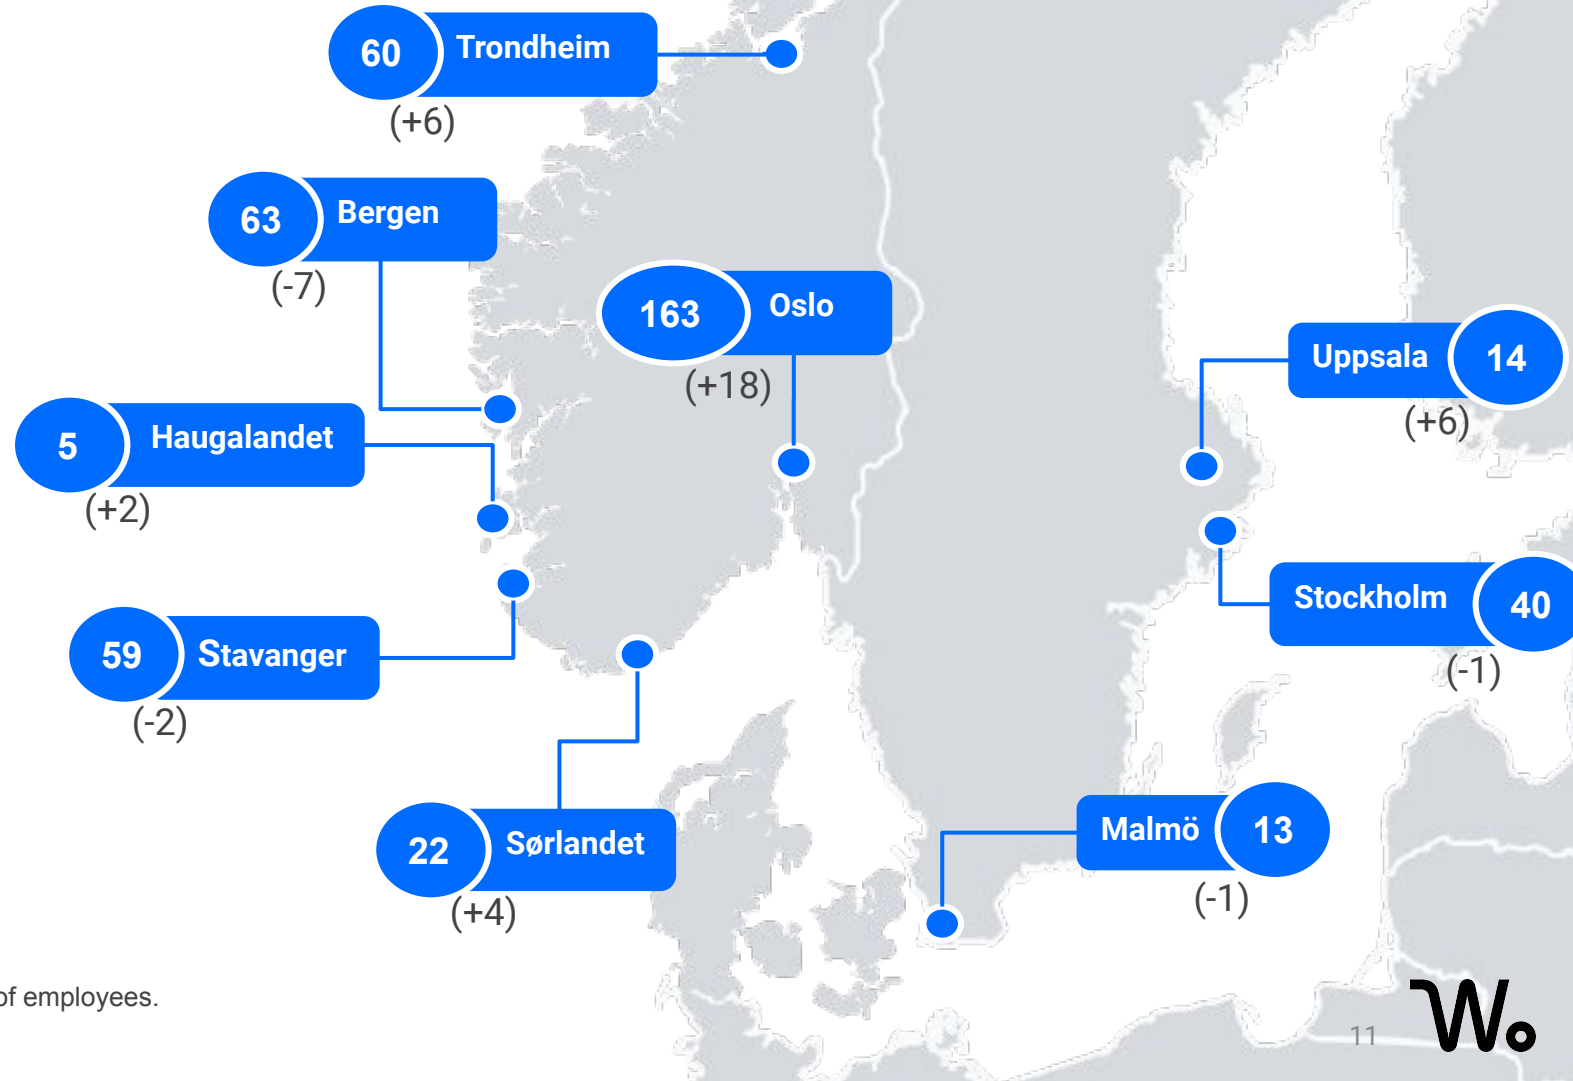 60 Trondheim
(+6)
63 Bergen
(-7)
163 Oslo
(+18)
Uppsala 14
(+6)
5 Haugalandet
(+2)
Stockholm 40
(-1)
59 Stavanger
(-2)
22 Sørlandet
(+4)
Malmö 13
(-1)
of employees.
11
Wo